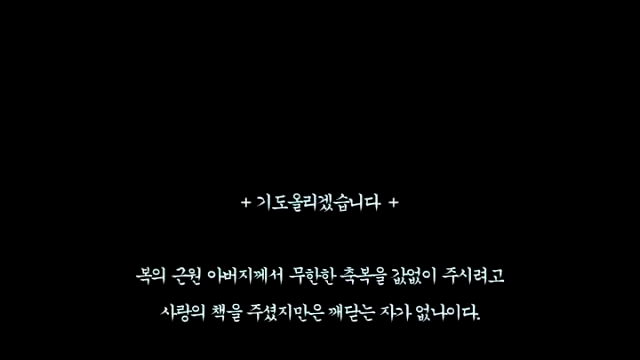 + 기도올리겠습니다 +
복의 근원 아버지께서 무한한 축복을 값없이 주시려고
사랑의 책을 주셨지만은 깨닫는 자가 없나이다.